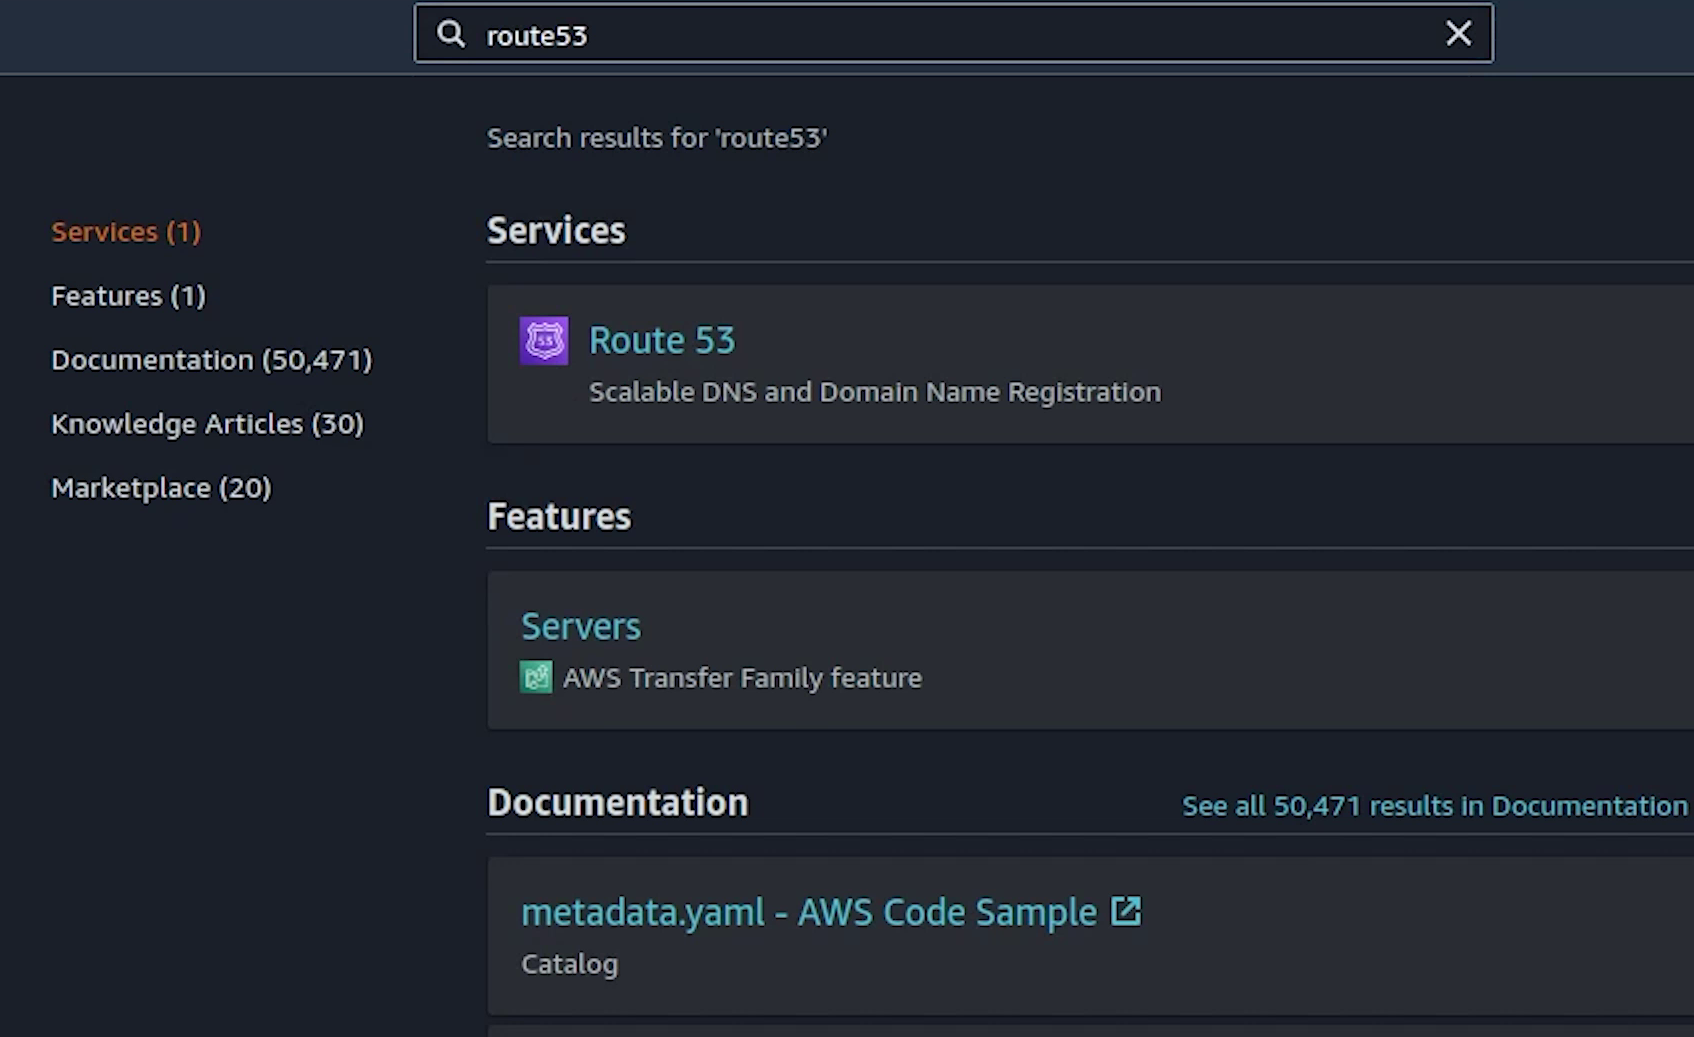 route53
Search results for 'route53'
Services (1)
Features (1)
Documentation (50,471)
Knowledge Articles (30)
Marketplace (20)
Services
53
Route 53
Scalable DNS and Domain Name Registration
Features
Servers
AWS Transfer Family feature
Documentation
See all 50,471 results in Documentation
metadata.yaml - AWS Code Sample
Catalog